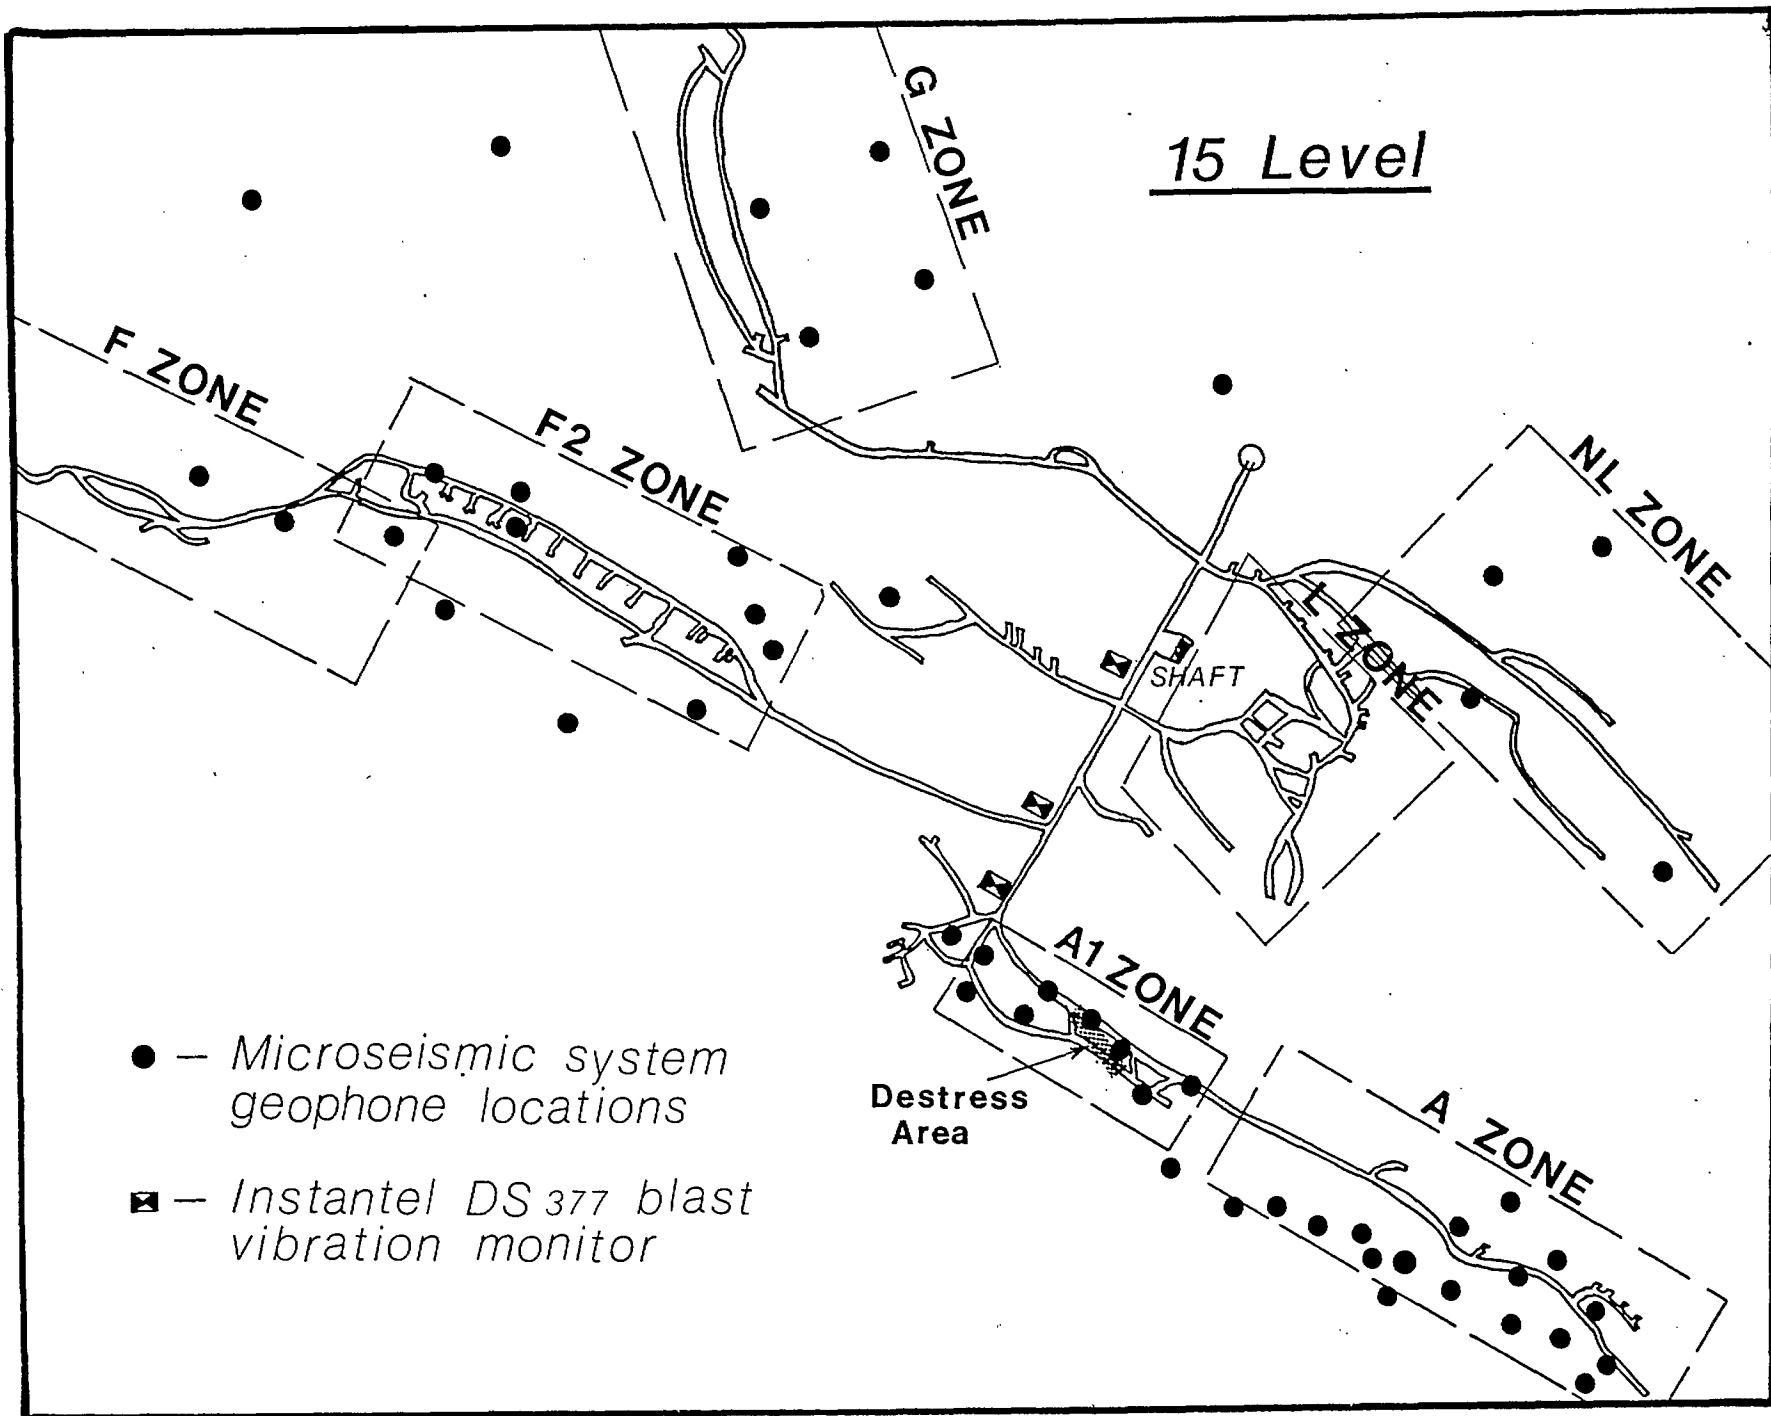 15 Level
G ZONE
F ZONE
F2 ZONE
NL ZONE
L ZONE
SHAFT
A1 ZONE
Destress
Area
A ZONE
— Microseismic system
geophone locations
— Instantel DS 377 blast
vibration monitor